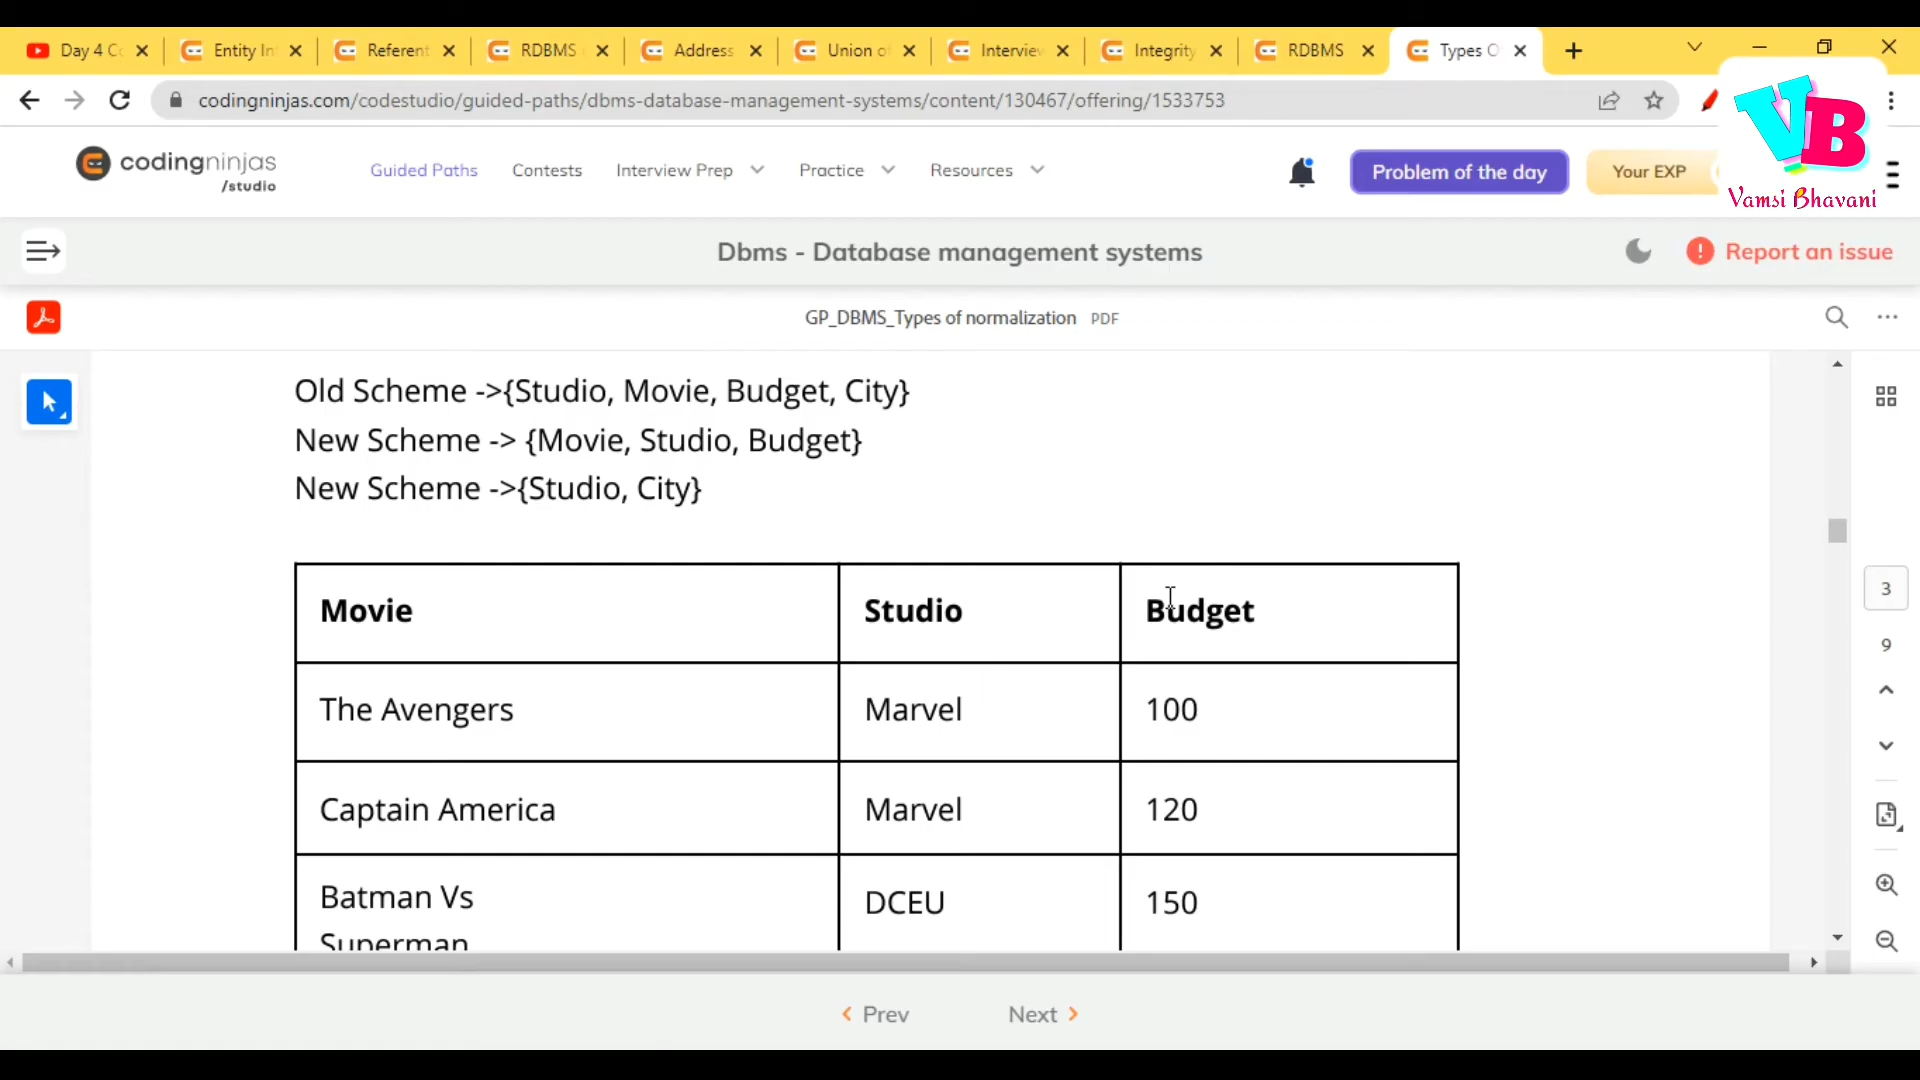 Day 4 C
Entity In
Referent
RDBMS
Address
Union o
Interview
Integrity
RDBMS
Types O
codingninjas.com/codestudio/guided-paths/dbms-database-management-systems/content/130467/offering/1533753
VB
Vamsi Bhavani
codingninjas
/studio
Guided Paths
Contests
Interview Prep
Practice
Resources
Problem of the day
Your EXP
Dbms - Database management systems
Report an issue
GP_DBMS_Types of normalization PDF
Old Scheme ->{Studio, Movie, Budget, City}
New Scheme -> {Movie, Studio, Budget}
New Scheme ->{Studio, City}
Movie Studio Budget
The Avengers Marvel 100
Captain America Marvel 120
Batman Vs DCEU 150
Superman
3
9
Prev
Next